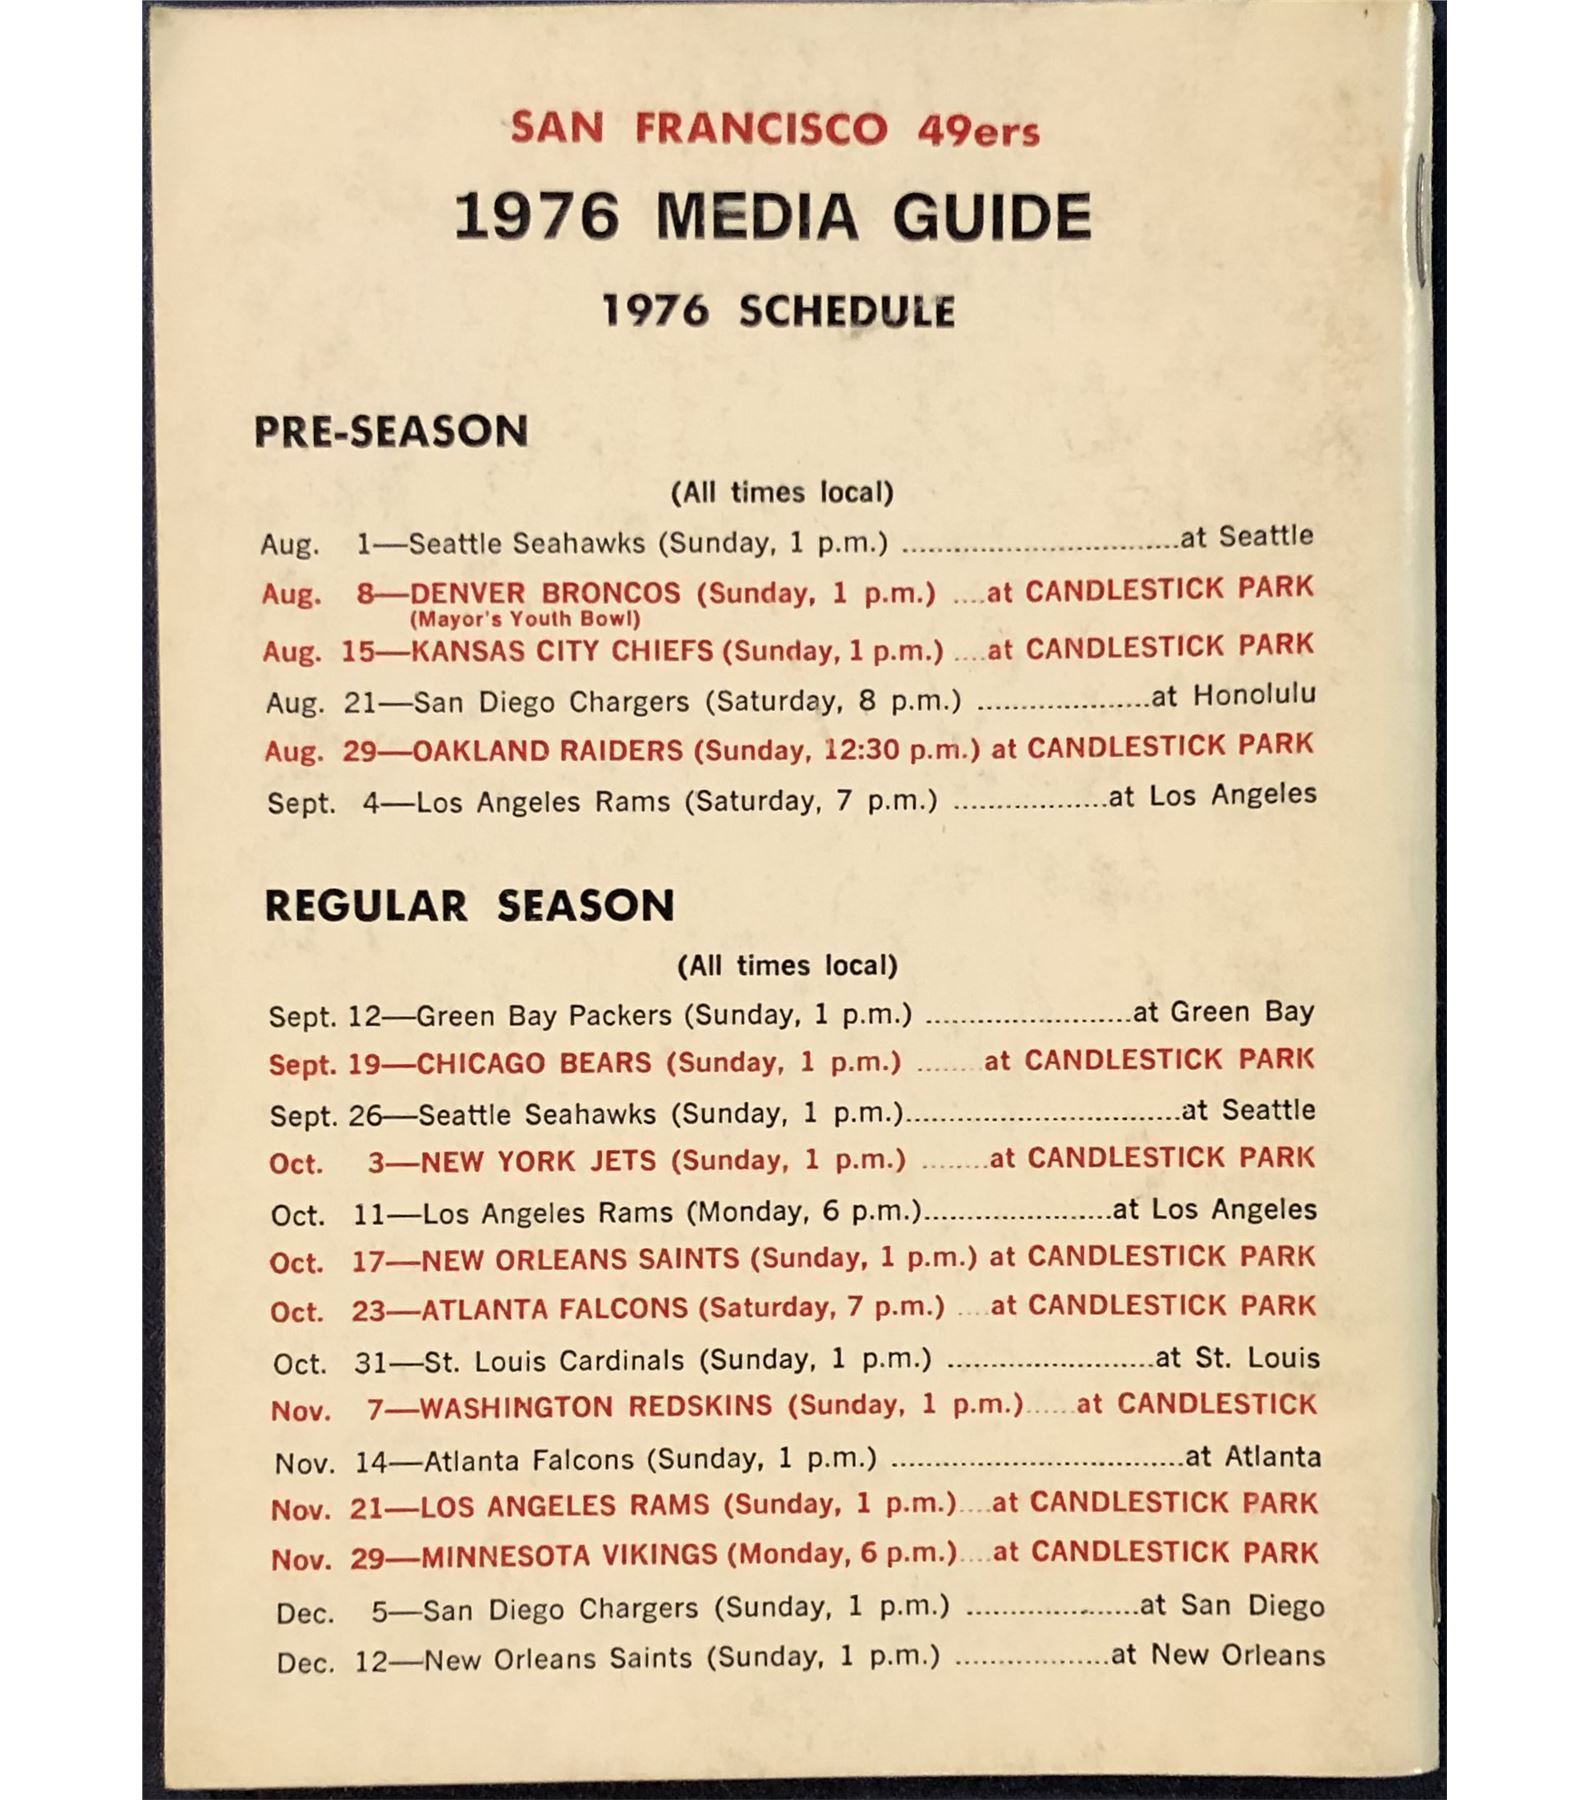 SAN FRANCISCO 49ers
1976 MEDIA GUIDE
1976 SCHEDULE
PRE-SEASON
(All times local)
Aug. 1—Seattle Seahawks (Sunday, 1 p.m.) ................................at Seattle
Aug. 8—DENVER BRONCOS (Sunday, 1 p.m.) ....at CANDLESTICK PARK
(Mayor's Youth Bowl)
Aug. 15—KANSAS CITY CHIEFS (Sunday, 1 p.m.) ....at CANDLESTICK PARK
Aug. 21—San Diego Chargers (Saturday, 8 p.m.) ....................at Honolulu
Aug. 29—OAKLAND RAIDERS (Sunday, 12:30 p.m.) at CANDLESTICK PARK
Sept. 4—Los Angeles Rams (Saturday, 7 p.m.) ..................at Los Angeles
REGULAR SEASON
(All times local)
Sept. 12—Green Bay Packers (Sunday, 1 p.m.) ........................at Green Bay
Sept. 19—CHICAGO BEARS (Sunday, 1 p.m.) ........at CANDLESTICK PARK
Sept. 26—Seattle Seahawks (Sunday, 1 p.m.)................................at Seattle
Oct. 3—NEW YORK JETS (Sunday, 1 p.m.) ........at CANDLESTICK PARK
Oct. 11—Los Angeles Rams (Monday, 6 p.m.)......................at Los Angeles
Oct. 17—NEW ORLEANS SAINTS (Sunday, 1 p.m.) at CANDLESTICK PARK
Oct. 23—ATLANTA FALCONS (Saturday, 7 p.m.) ....at CANDLESTICK PARK
Oct. 31—St. Louis Cardinals (Sunday, 1 p.m.) ........................at St. Louis
Nov. 7—WASHINGTON REDSKINS (Sunday, 1 p.m.)......at CANDLESTICK
Nov. 14—Atlanta Falcons (Sunday, 1 p.m.) ..................................at Atlanta
Nov. 21—LOS ANGELES RAMS (Sunday, 1 p.m.)....at CANDLESTICK PARK
Nov. 29—MINNESOTA VIKINGS (Monday, 6 p.m.)....at CANDLESTICK PARK
Dec. 5—San Diego Chargers (Sunday, 1 p.m.) ....................at San Diego
Dec. 12—New Orleans Saints (Sunday, 1 p.m.) ..................at New Orleans